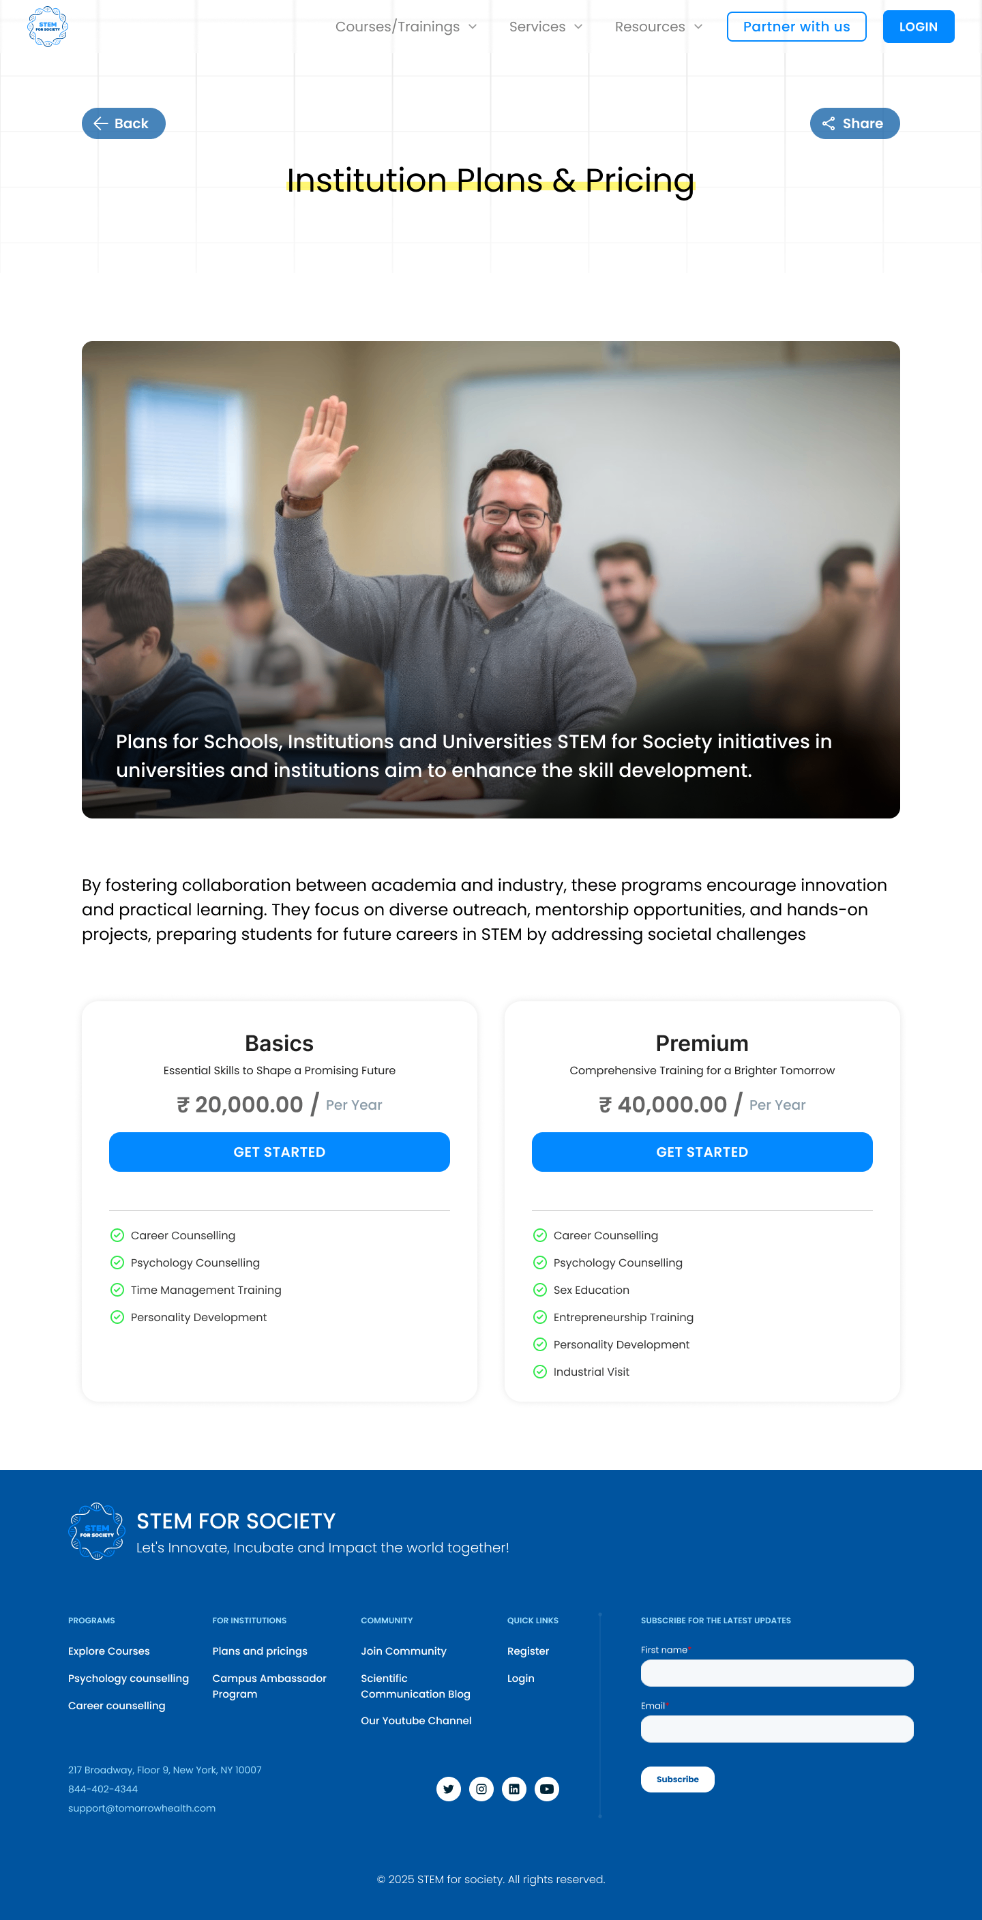 STEM
FOR SOCIETY
Courses/Trainings
Services
Resources
Partner with us
LOGIN
Back
Share
Institution Plans & Pricing
Plans for Schools, Institutions and Universities STEM for Society initiatives in
universities and institutions aim to enhance the skill development.
By fostering collaboration between academia and industry, these programs encourage innovation
and practical learning. They focus on diverse outreach, mentorship opportunities, and hands-on
projects, preparing students for future careers in STEM by addressing societal challenges
Basics
Essential Skills to Shape a Promising Future
₹ 20,000.00 / Per Year
GET STARTED
Career Counselling
Psychology Counselling
Time Management Training
Personality Development
Premium
Comprehensive Training for a Brighter Tomorrow
₹ 40,000.00 / Per Year
GET STARTED
Career Counselling
Psychology Counselling
Sex Education
Entrepreneurship Training
Personality Development
Industrial Visit
STEM
FOR SOCIETY
STEM FOR SOCIETY
Let's Innovate, Incubate and Impact the world together!
PROGRAMS
Explore Courses
Psychology counselling
Career counselling
FOR INSTITUTIONS
Plans and pricings
Campus Ambassador
Program
COMMUNITY
Join Community
Scientific
Communication Blog
Our Youtube Channel
QUICK LINKS
Register
Login
SUBSCRIBE FOR THE LATEST UPDATES
First name*
Email*
Subscribe
217 Broadway, Floor 9, New York, NY 10007
844-402-4344
support@tomorrowhealth.com
© 2025 STEM for society. All rights reserved.